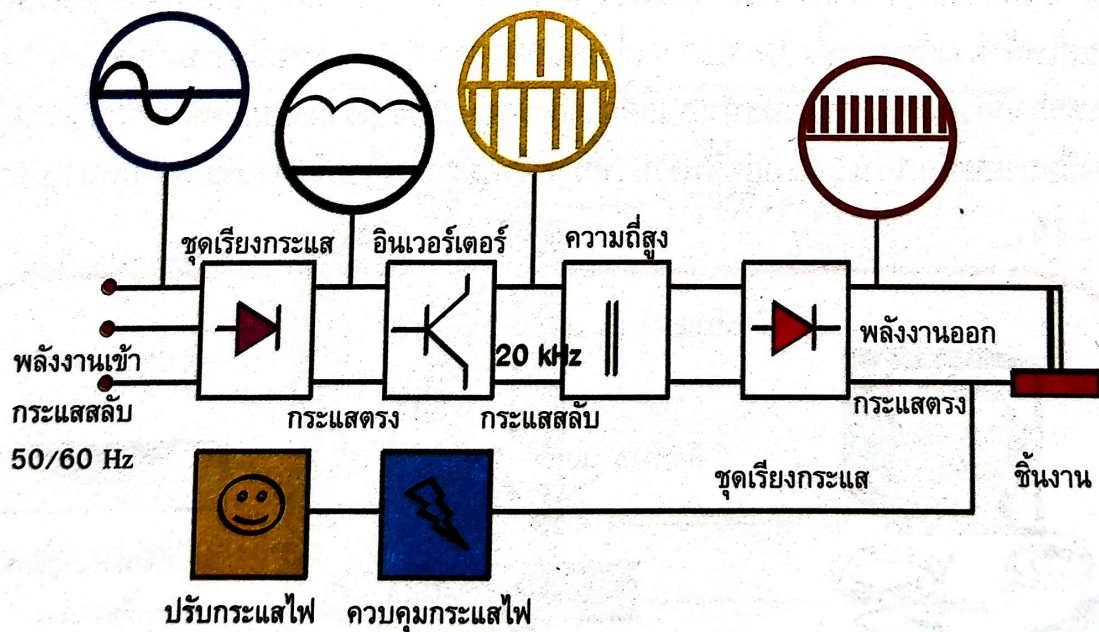 ชุดเรียงกระแส
อินเวอร์เตอร์
ความถี่สูง
พลังงานเข้า
กระแสสลับ
50/60 Hz
กระแสตรง
20 kHz
กระแสสลับ
พลังงานออก
กระแสตรง
ชุดเรียงกระแส
ชิ้นงาน
ปรับกระแสไฟ
ควบคุมกระแสไฟ